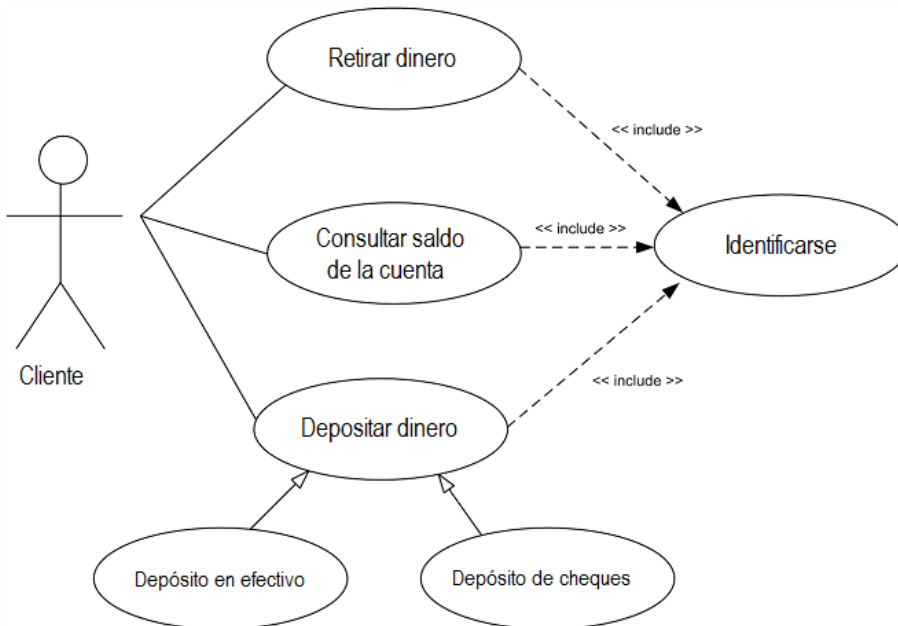 Retirar dinero
<< include >>
Consultar saldo
de la cuenta
<< include >>
Identificarse
Cliente
<< include >>
Depositar dinero
Depósito en efectivo
Depósito de cheques